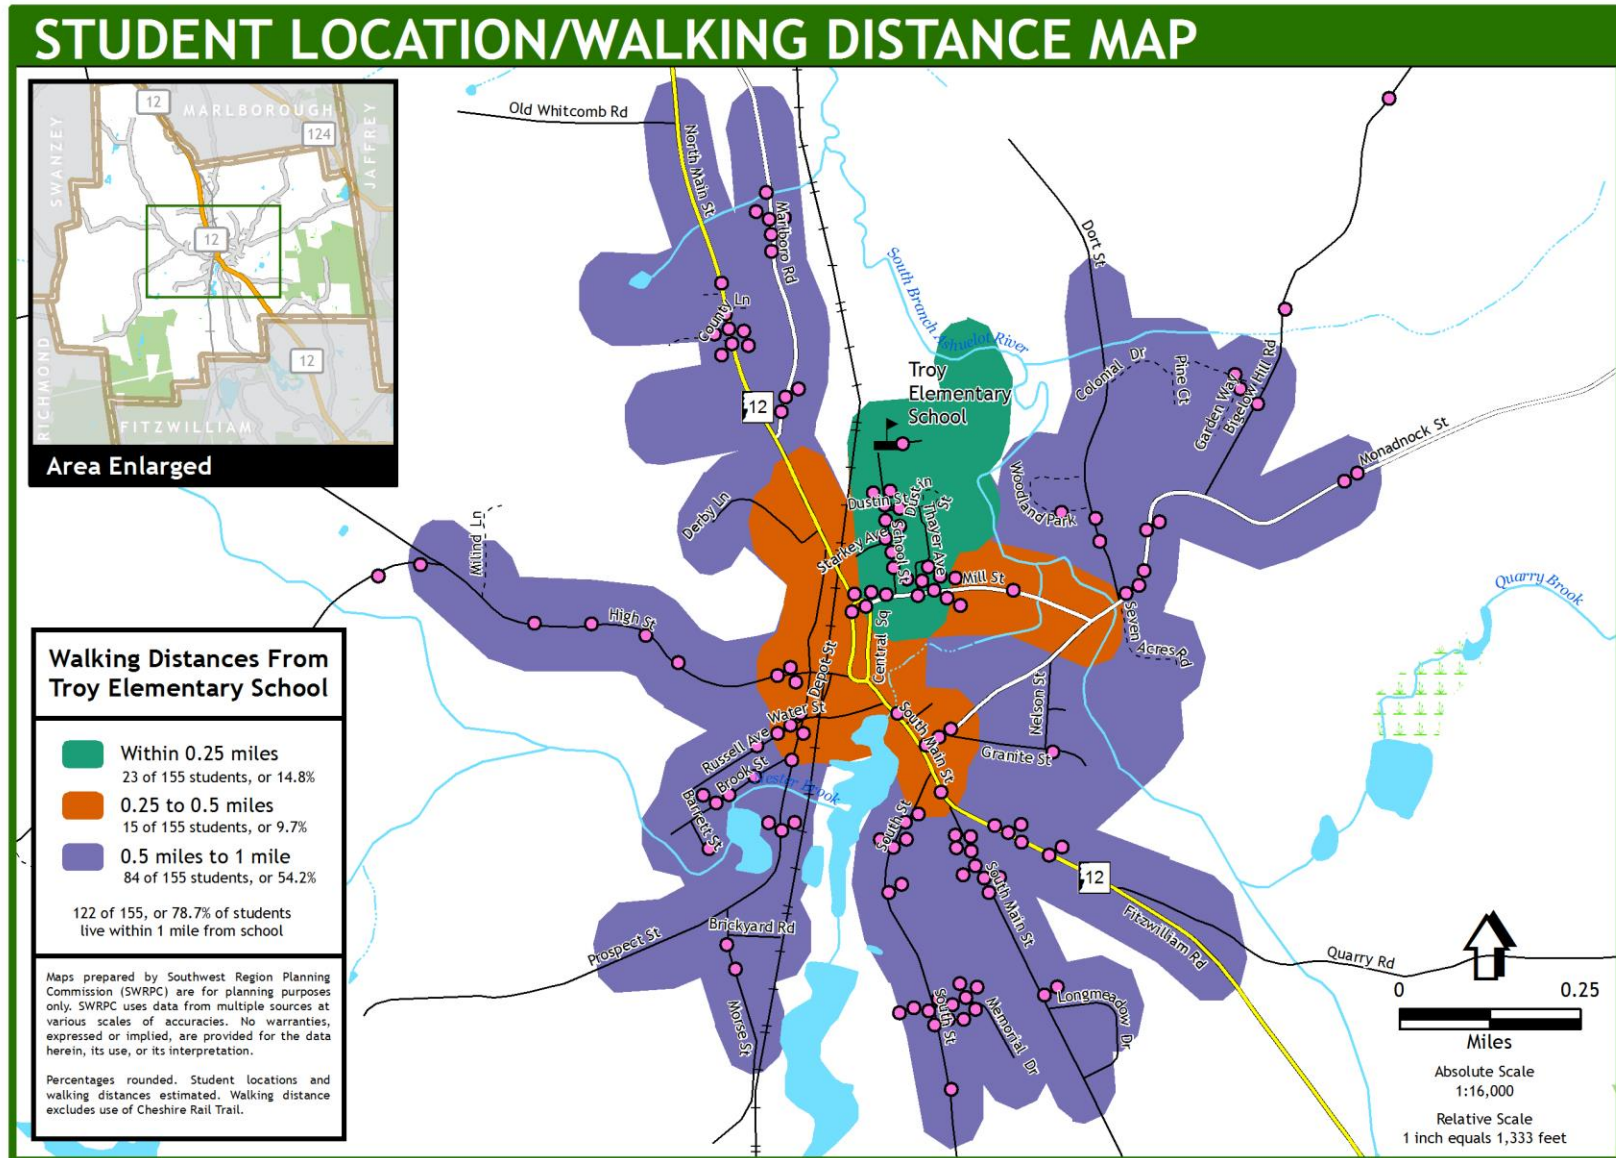 STUDENT LOCATION/WALKING DISTANCE MAP
12
MARLBOROUGH
124
SWANZEY
JAFFREY
12
RICHMOND
12
FITZWILLIAM
Area Enlarged
Old Whitcomb Rd
North Main St
Marlboro Rd
County Ln
12
South Branch Ashuelot River
Troy
Elementary
School
Dort St
Colonial Dr
Pine Ct
Garden Way
Bigelow Hill Rd
Monadnock St
Woodland Park
Derby Ln
Milind Ln
High St
Dustin St
Dustin St
Starkey Ave
School St
Thayer Ave
Mill St
Central Sq
Depot St
Water St
Russell Ave
Brook St
Barrett St
South Main St
Nelson St
Granite St
Seven Acres Rd
Quarry Brook
South St
12
South Main St
Fitzwilliam Rd
Quarry Rd
Brickyard Rd
Prospect St
Morse St
South St
Memorial Dr
Longmeadow Dr
Walking Distances From
Troy Elementary School
Within 0.25 miles
23 of 155 students, or 14.8%
0.25 to 0.5 miles
15 of 155 students, or 9.7%
0.5 miles to 1 mile
84 of 155 students, or 54.2%
122 of 155, or 78.7% of students
live within 1 mile from school
Maps prepared by Southwest Region Planning
Commission (SWRPC) are for planning purposes
only. SWRPC uses data from multiple sources at
various scales of accuracies. No warranties,
expressed or implied, are provided for the data
herein, its use, or its interpretation.
Percentages rounded. Student locations and
walking distances estimated. Walking distance
excludes use of Cheshire Rail Trail.
0 0.25
Miles
Absolute Scale
1:16,000
Relative Scale
1 inch equals 1,333 feet